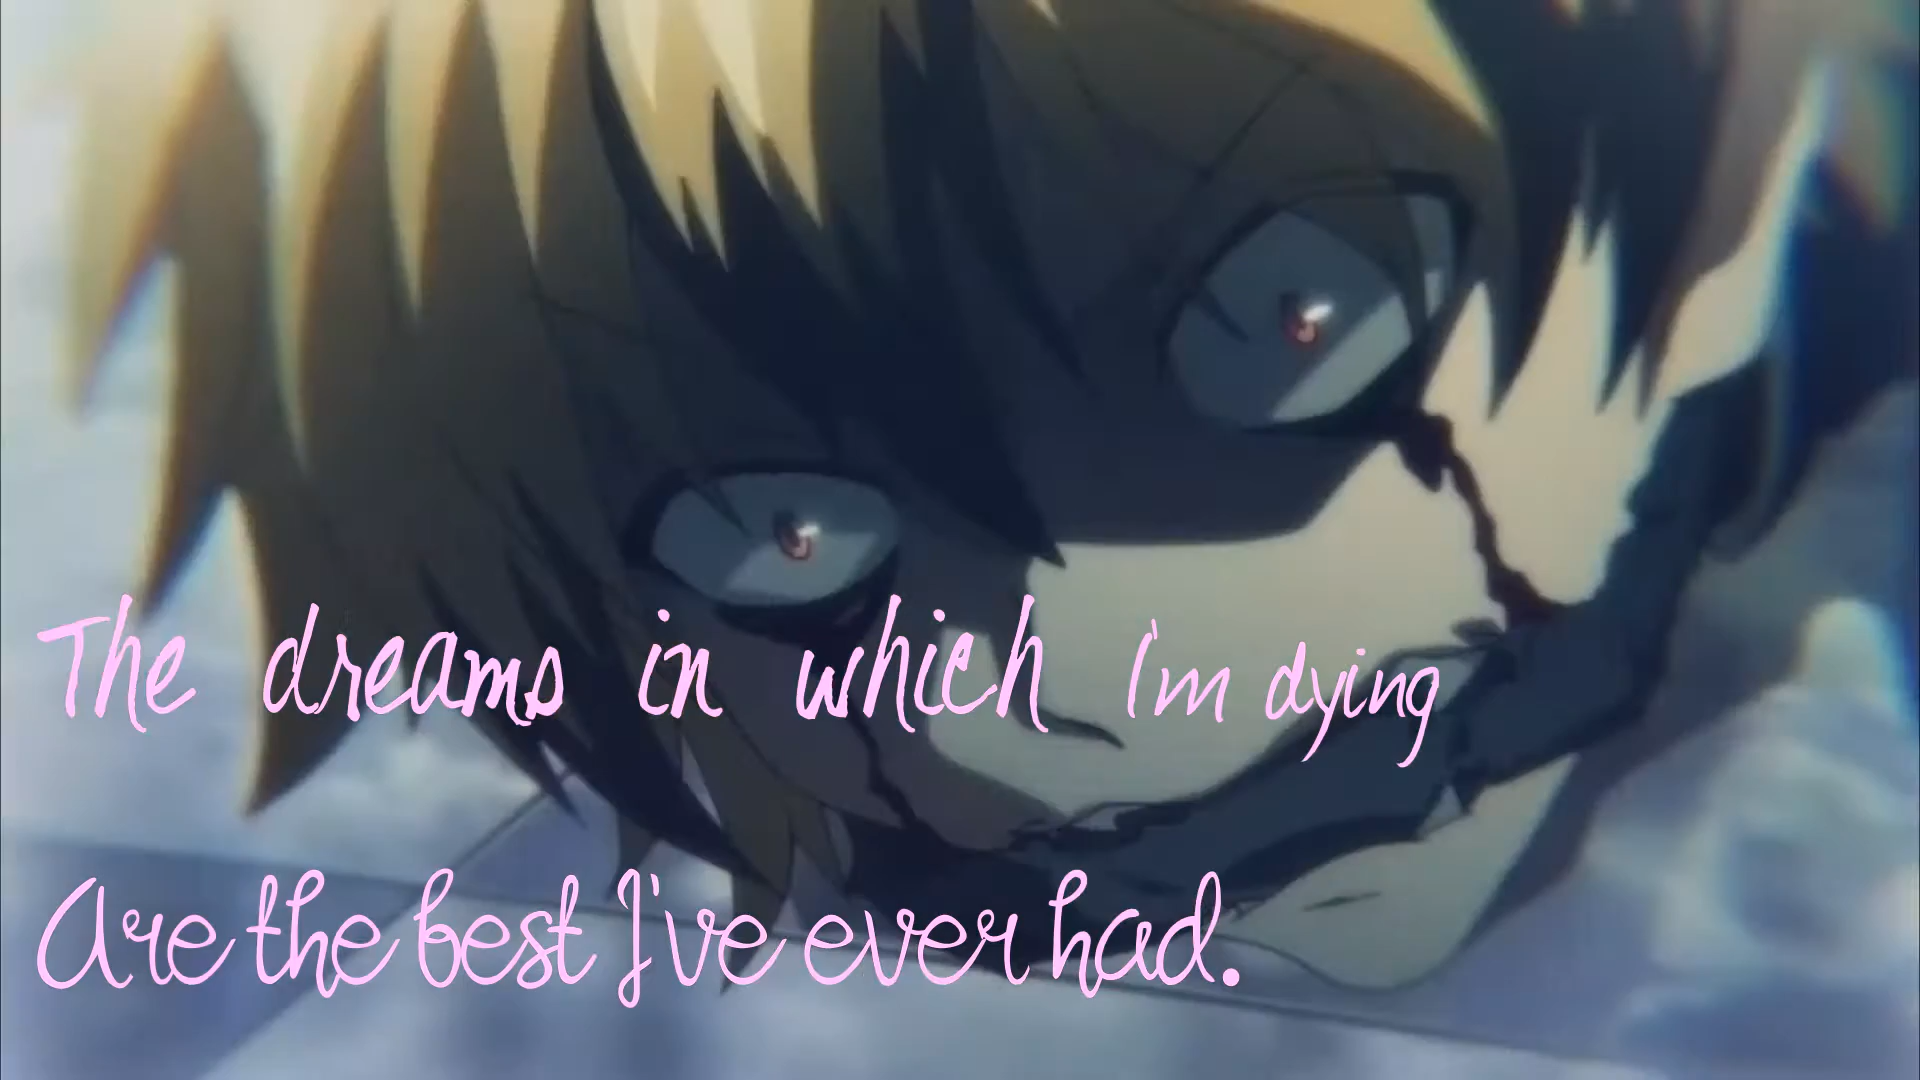 The dreams in which I'm dying
Are the best I've ever had.